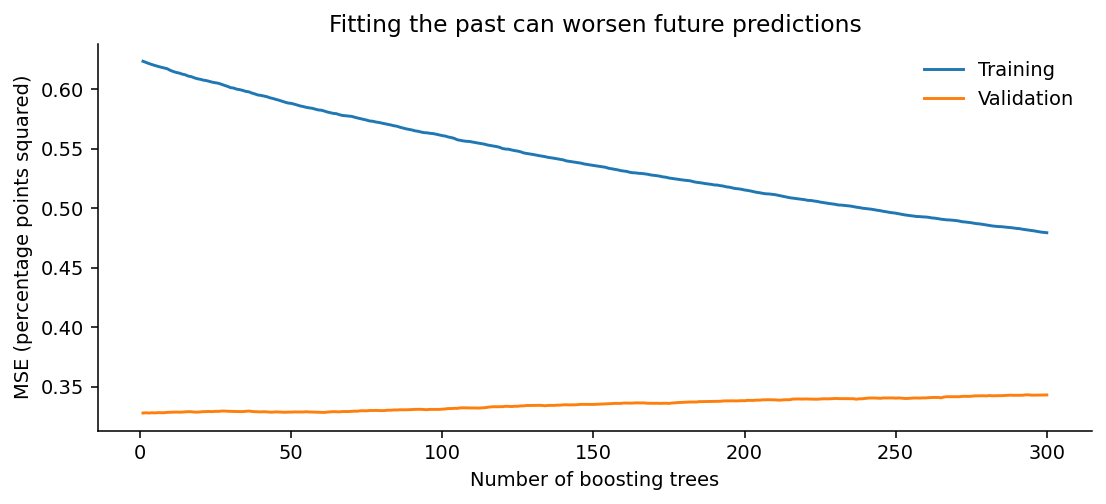 Fitting the past can worsen future predictions
Training
Validation
MSE (percentage points squared)
0.60
0.55
0.50
0.45
0.40
0.35
0 50 100 150 200 250 300
Number of boosting trees